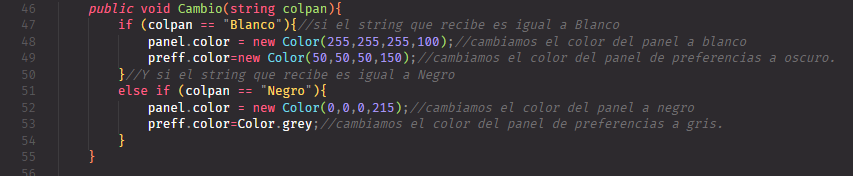 46 public void Cambio(string colpan){
47 if (colpan == "Blanco"){//si el string que recibe es igual a Blanco
48 panel.color = new Color(255,255,255,100);//cambiamos el color del panel a blanco
49 preff.color=new Color(50,50,50,150);//cambiamos el color del panel de preferencias a oscuro.
50 }//Y si el string que recibe es igual a Negro
51 else if (colpan == "Negro"){
52 panel.color = new Color(0,0,0,215);//cambiamos el color del panel a negro
53 preff.color=Color.grey;//cambiamos el color del panel de preferencias a gris.
54 }
55 }
56